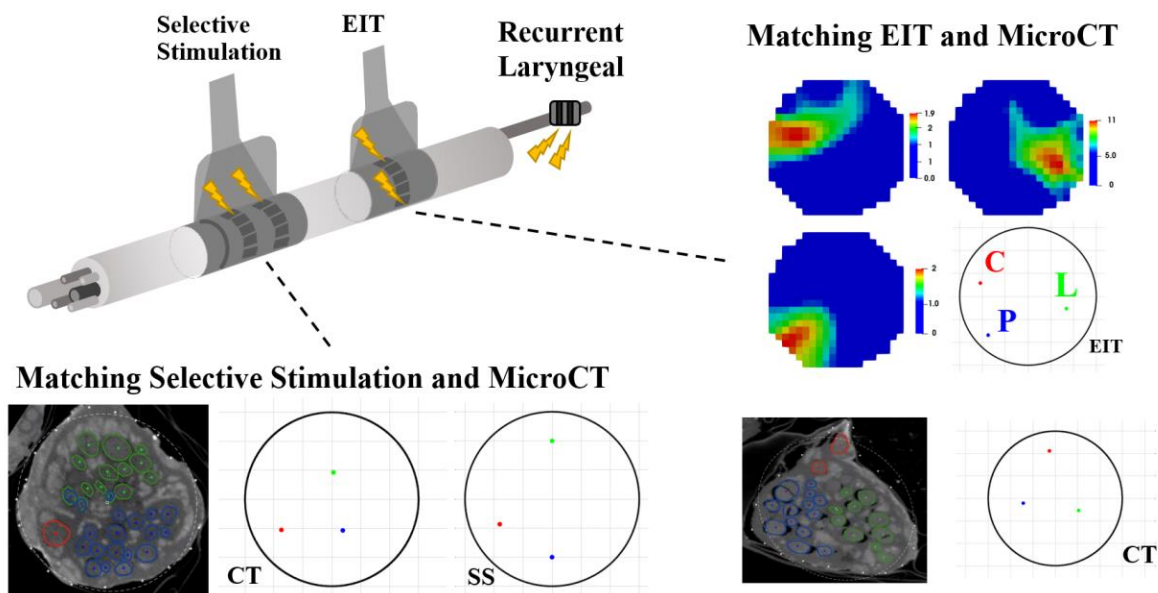 Selective
Stimulation
EIT
Recurrent
Laryngeal
Matching EIT and MicroCT
1.9
2
1
1
0.0
11
5.0
0
2
1.0
0
C
L
P
EIT
Matching Selective Stimulation and MicroCT
CT
SS
CT